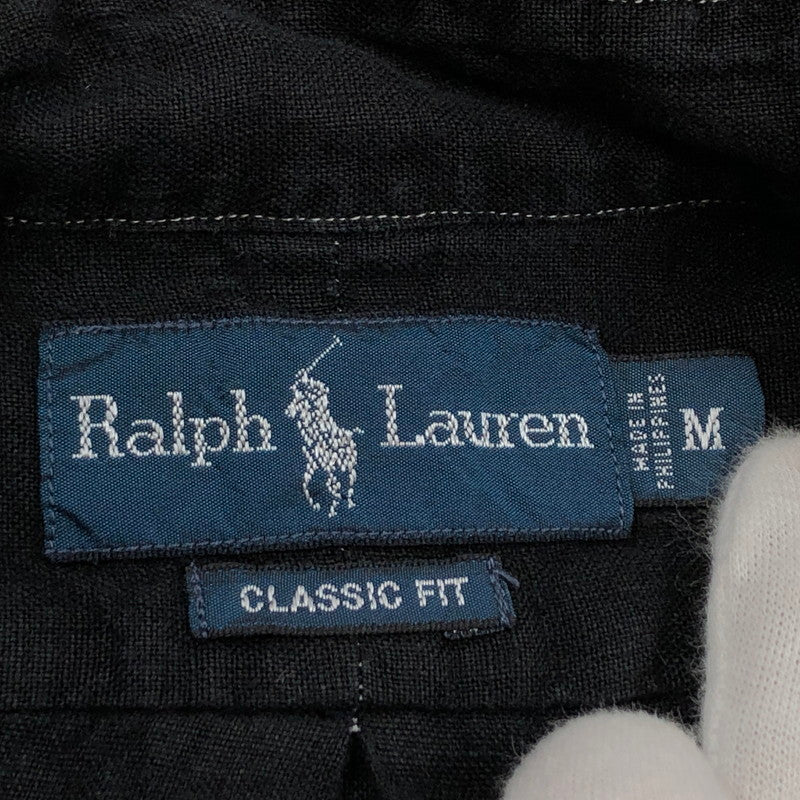 Ralph Lauren
MADE IN
PHILIPPINES
M
CLASSIC FIT